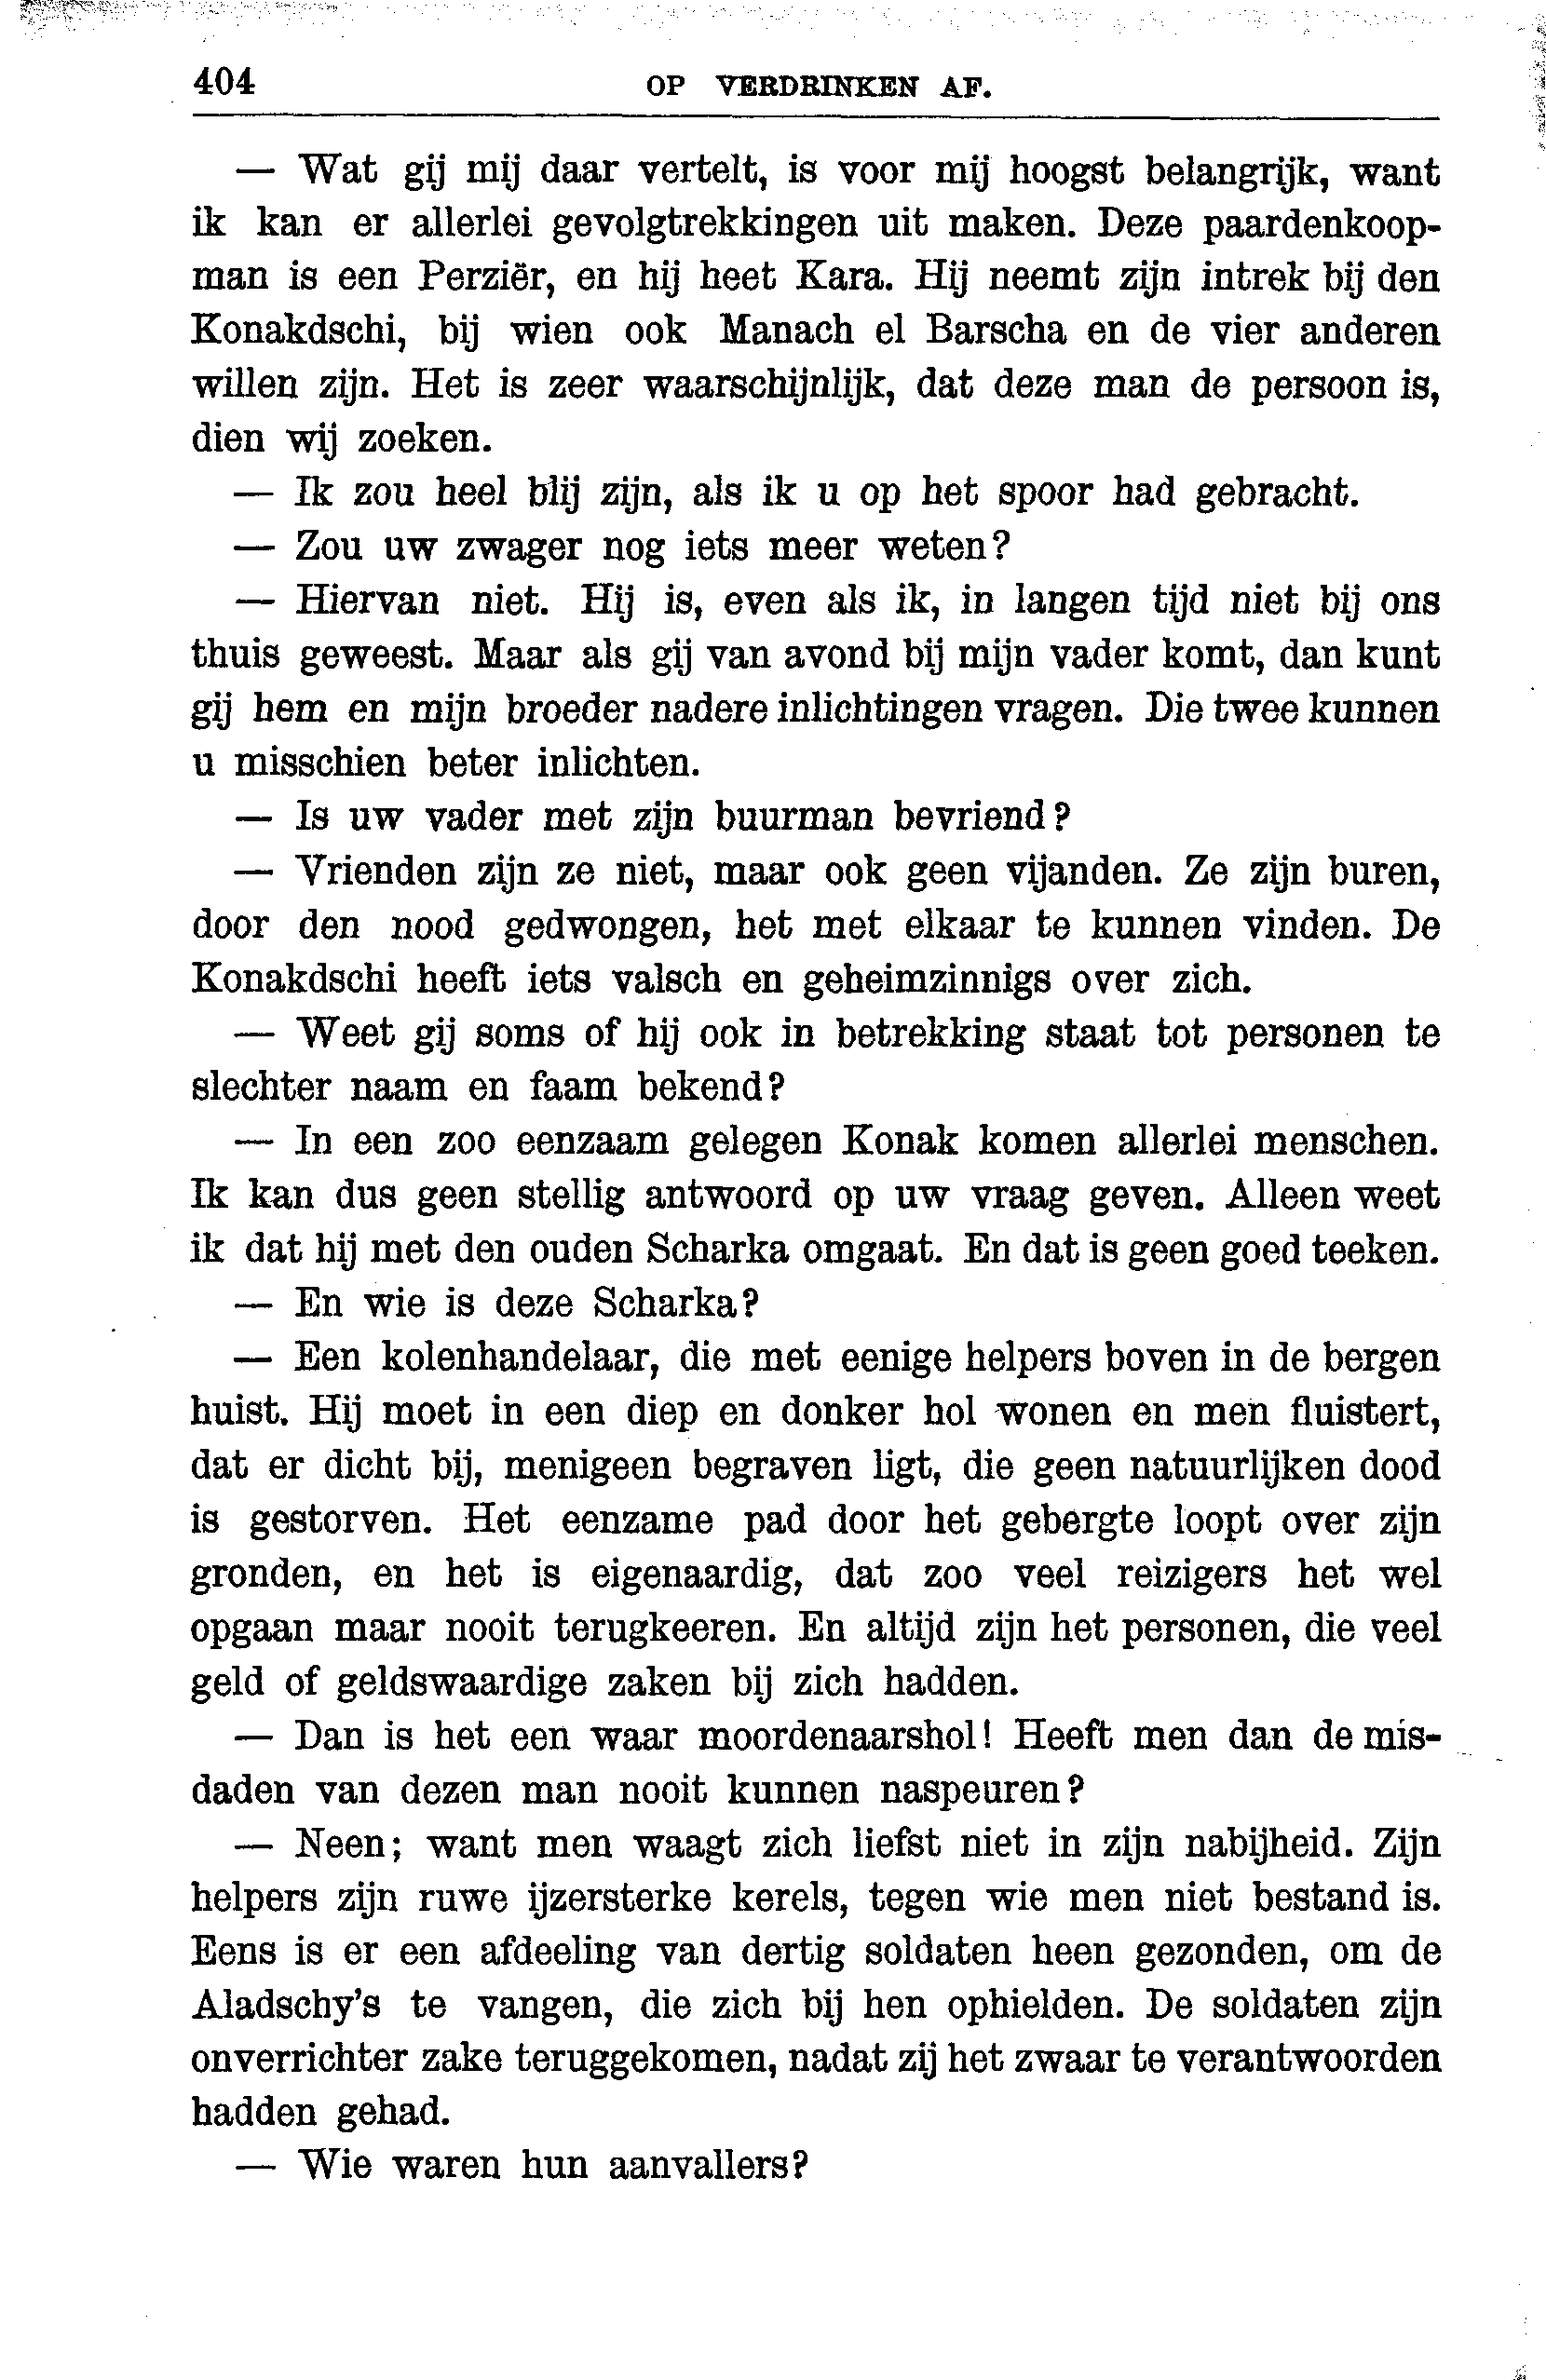 404 OP VERDRINKEN AF.
— Wat gij mij daar vertelt, is voor mij hoogst belangrijk, want
ik kan er allerlei gevolgtrekkingen uit maken. Deze paardenkoop-
man is een Perziër, en hij heet Kara. Hij neemt zijn intrek bij den
Konakdschi, bij wien ook Manach el Barscha en de vier anderen
willen zijn. Het is zeer waarschijnlijk, dat deze man de persoon is,
dien wij zoeken.
— Ik zou heel blij zijn, als ik u op het spoor had gebracht.
— Zou uw zwager nog iets meer weten?
— Hiervan niet. Hij is, even als ik, in langen tijd niet bij ons
thuis geweest. Maar als gij van avond bij mijn vader komt, dan kunt
gij hem en mijn broeder nadere inlichtingen vragen. Die twee kunnen
u misschien beter inlichten.
— Is uw vader met zijn buurman bevriend?
— Vrienden zijn ze niet, maar ook geen vijanden. Ze zijn buren,
door den nood gedwongen, het met elkaar te kunnen vinden. De
Konakdschi heeft iets valsch en geheimzinnigs over zich.
— Weet gij soms of hij ook in betrekking staat tot personen te
slechter naam en faam bekend?
— In een zoo eenzaam gelegen Konak komen allerlei menschen.
Ik kan dus geen stellig antwoord op uw vraag geven. Alleen weet
ik dat hij met den ouden Scharka omgaat. En dat is geen goed teeken.
— En wie is deze Scharka?
— Een kolenhandelaar, die met eenige helpers boven in de bergen
huist. Hij moet in een diep en donker hol wonen en men fluistert,
dat er dicht bij, menigeen begraven ligt, die geen natuurlijken dood
is gestorven. Het eenzame pad door het gebergte loopt over zijn
gronden, en het is eigenaardig, dat zoo veel reizigers het wel
opgaan maar nooit terugkeeren. En altijd zijn het personen, die veel
geld of geldswaardige zaken bij zich hadden.
— Dan is het een waar moordenaarshol! Heeft men dan de mis-
daden van dezen man nooit kunnen naspeuren?
— Neen; want men waagt zich liefst niet in zijn nabijheid. Zijn
helpers zijn ruwe ijzersterke kerels, tegen wie men niet bestand is.
Eens is er een afdeeling van dertig soldaten heen gezonden, om de
Aladschy's te vangen, die zich bij hen ophielden. De soldaten zijn
onverrichter zake teruggekomen, nadat zij het zwaar te verantwoorden
hadden gehad.
— Wie waren hun aanvallers?